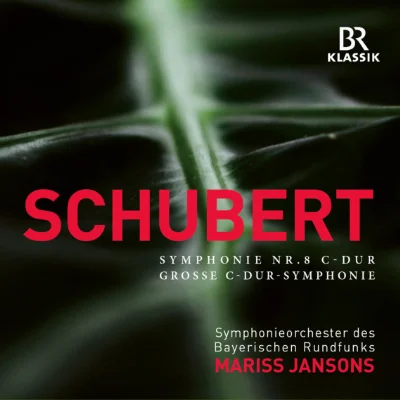 BR
KLASSIK
SCHUBERT
SYMPHONIE NR.8 C-DUR
GROSSE C-DUR-SYMPHONIE
Symphonieorchester des
Bayerischen Rundfunks
MARISS JANSONS